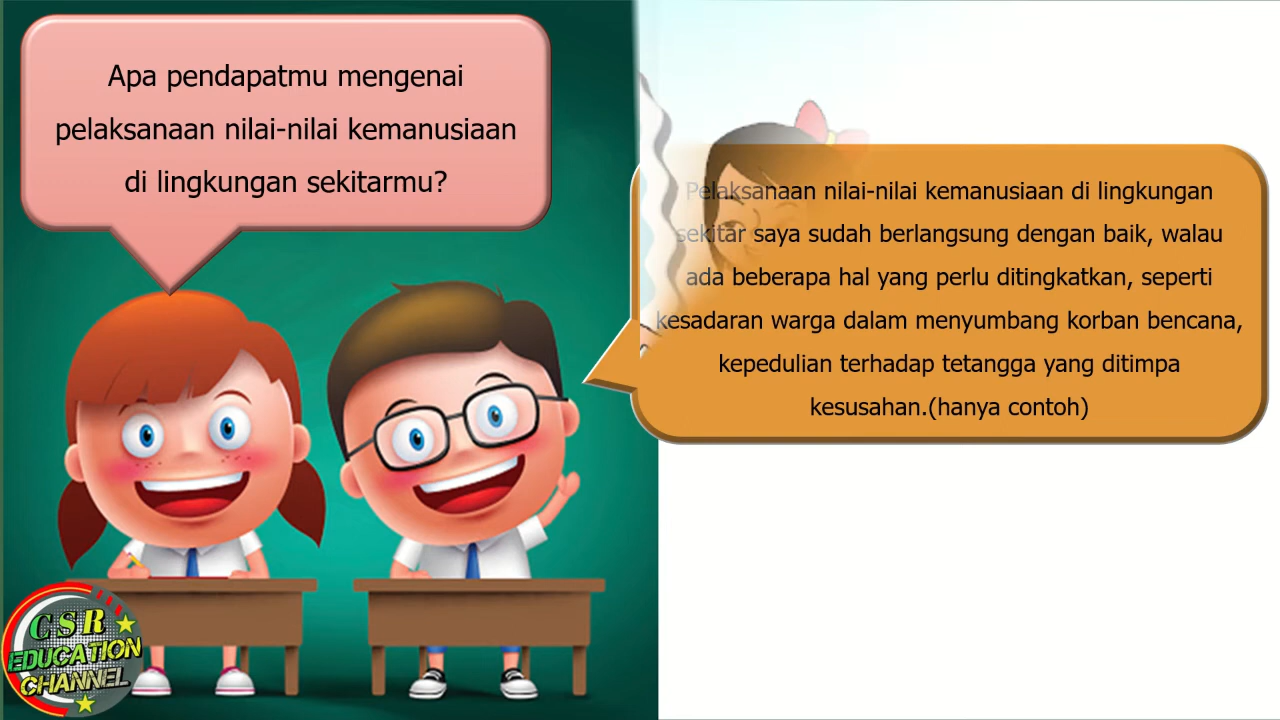 Apa pendapatmu mengenai
pelaksanaan nilai-nilai kemanusiaan
di lingkungan sekitarmu?
Pelaksanaan nilai-nilai kemanusiaan di lingkungan
sekitar saya sudah berlangsung dengan baik, walau
ada beberapa hal yang perlu ditingkatkan, seperti
kesadaran warga dalam menyumbang korban bencana,
kepedulian terhadap tetangga yang ditimpa
kesusahan.(hanya contoh)
CSR
EDUCATION
CHANNEL